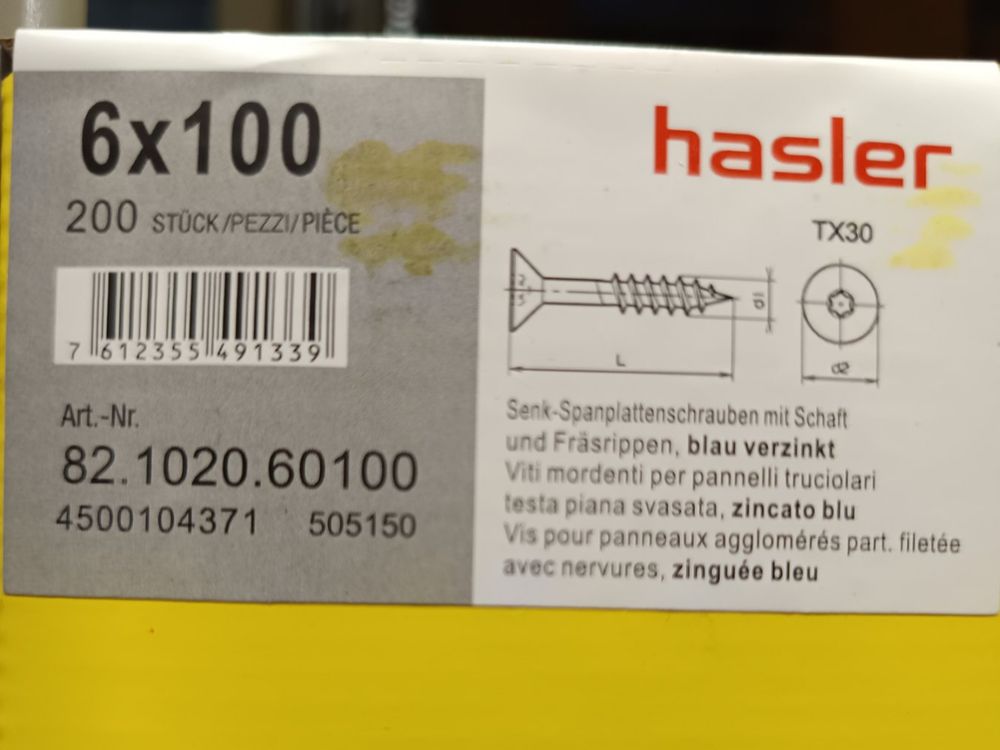 6x100
200 STÜCK/PEZZI/PIÈCE
7 612355 491339
Art.-Nr.
82.1020.60100
4500104371 505150
hasler
TX30
d1
L
d2
Senk-Spanplattenschrauben mit Schaft
und Fräsrippen, blau verzinkt
Viti mordenti per pannelli truciolari
testa piana svasata, zincato blu
Vis pour panneaux agglomérés part. filetée
avec nervures, zinguée bleu